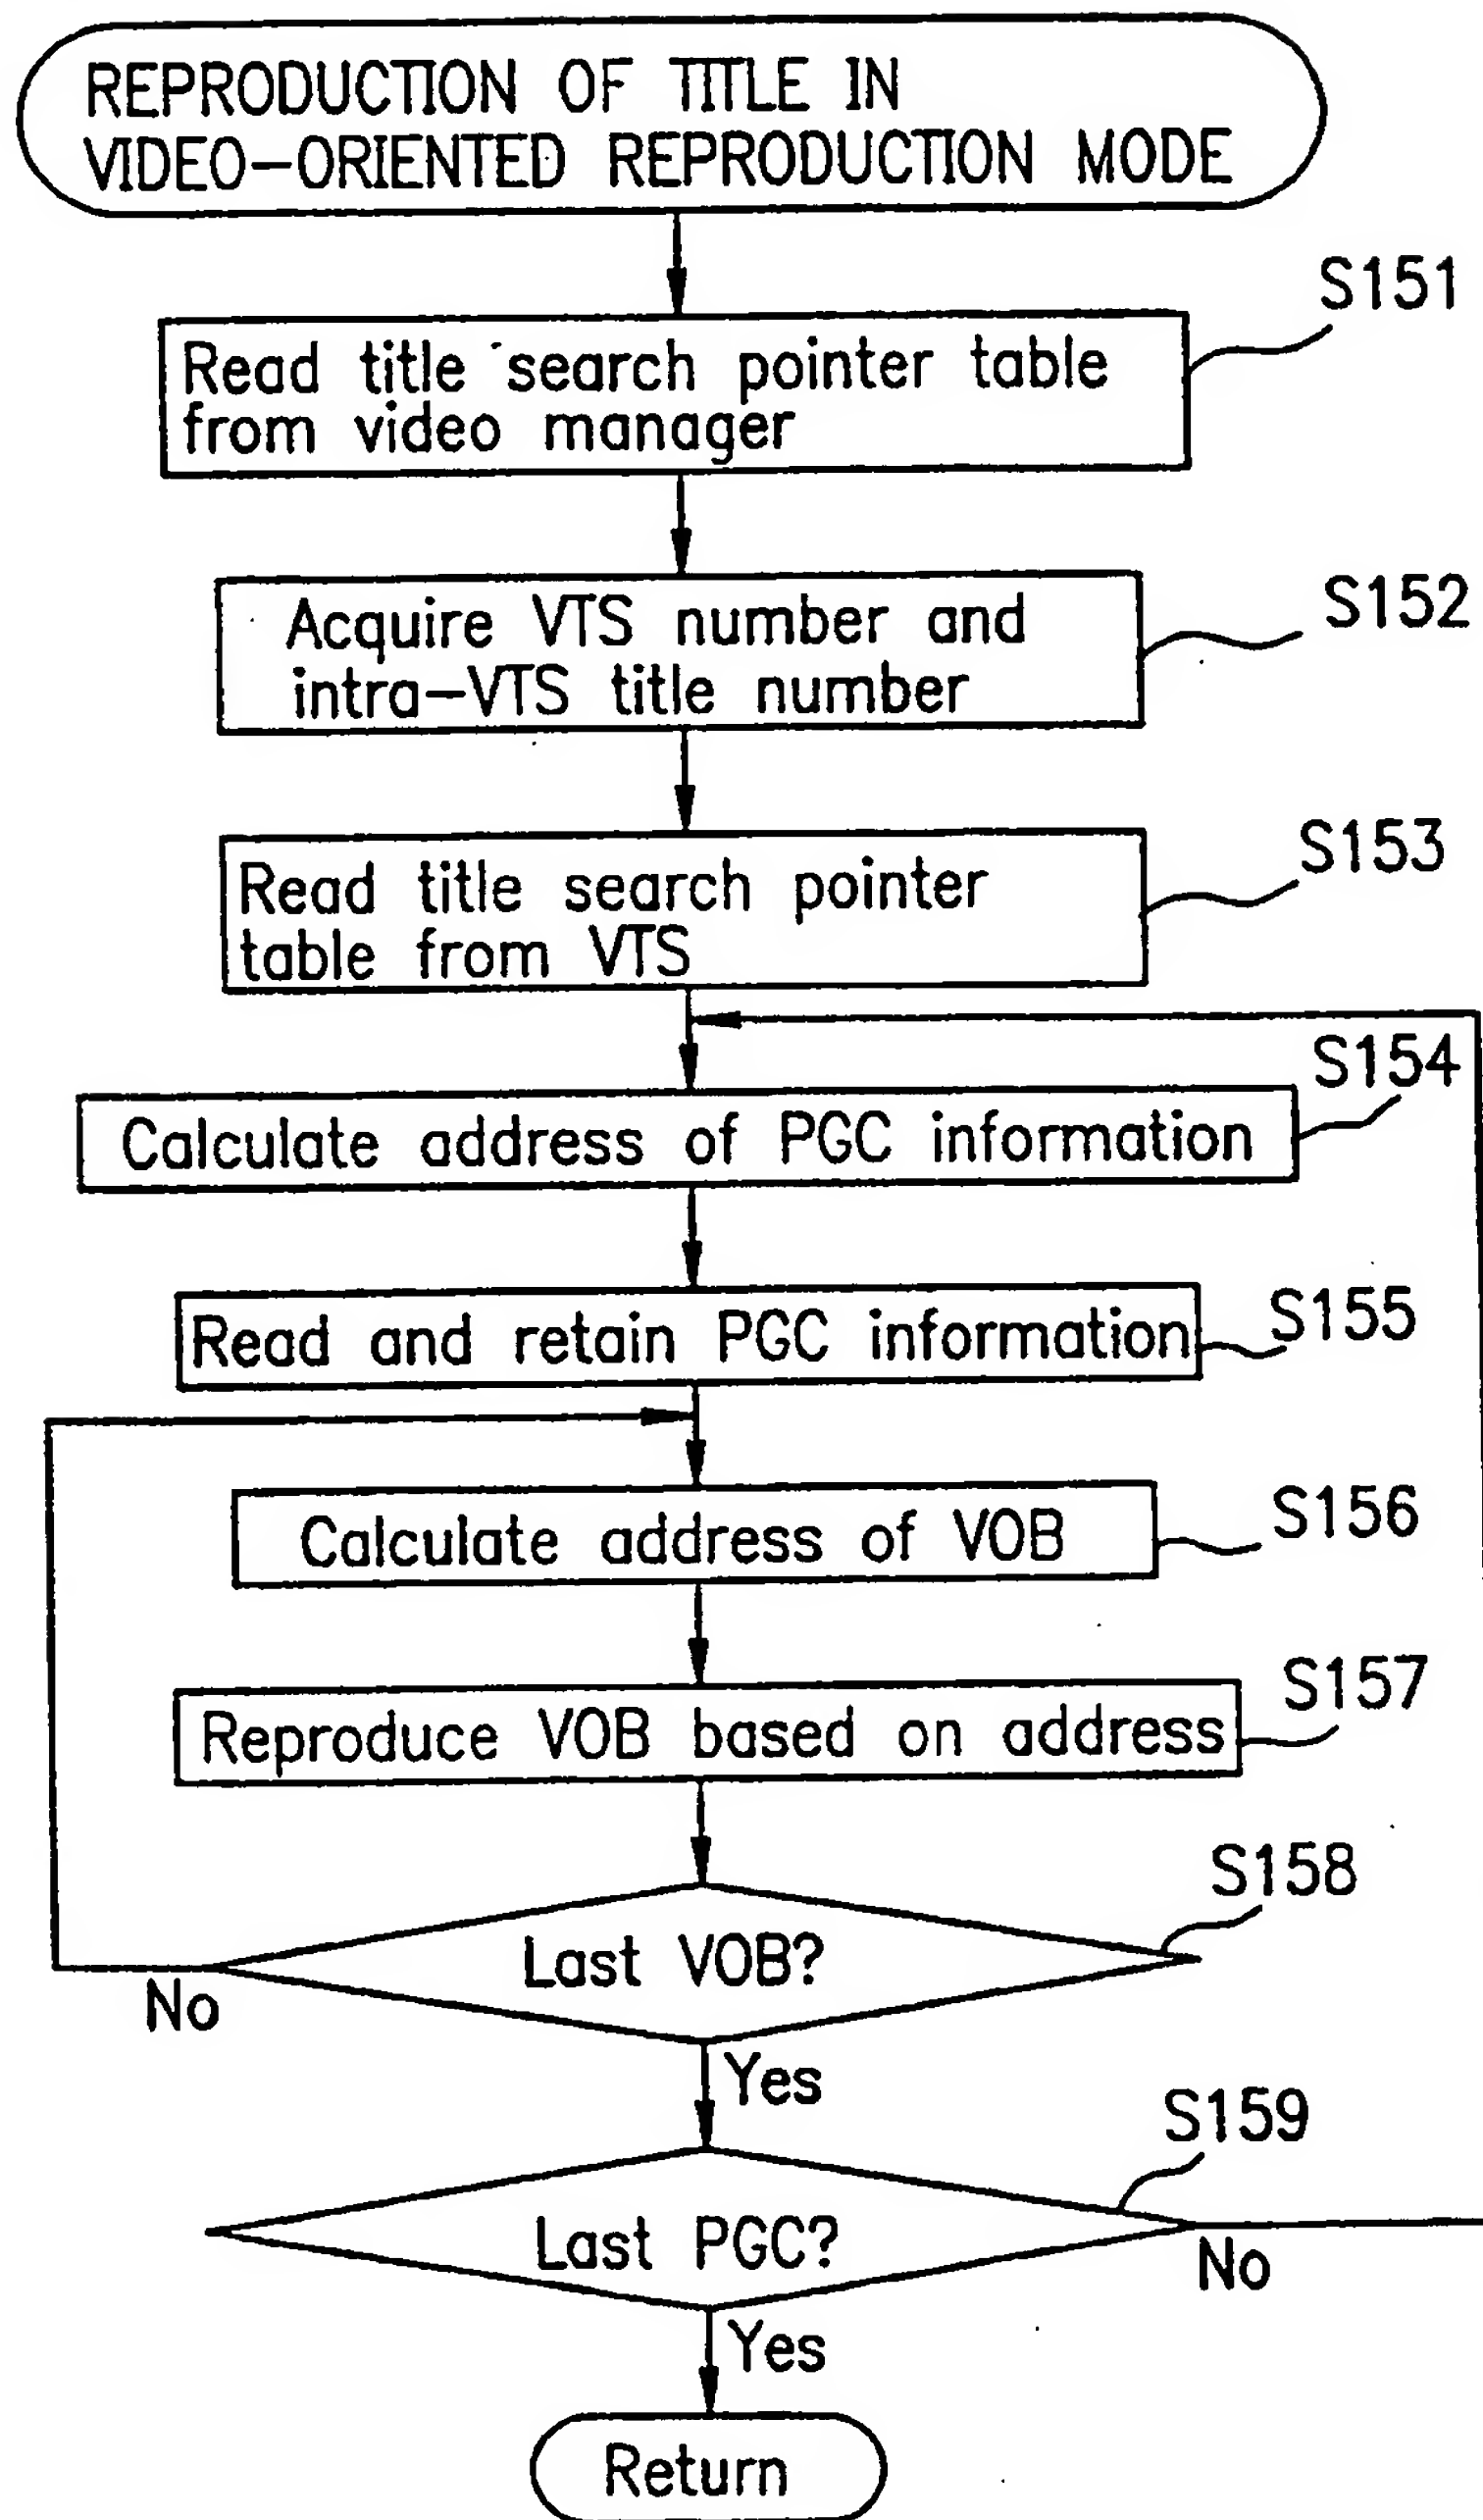 REPRODUCTION OF TITLE IN
VIDEO-ORIENTED REPRODUCTION MODE
S151
Read title search pointer table
from video manager
S152
Acquire VTS number and
intra-VTS title number
S153
Read title search pointer
table from VTS
S154
Calculate address of PGC information
S155
Read and retain PGC information
S156
Calculate address of VOB
S157
Reproduce VOB based on address
S158
Last VOB?
No
Yes
S159
Last PGC?
No
Yes
Return